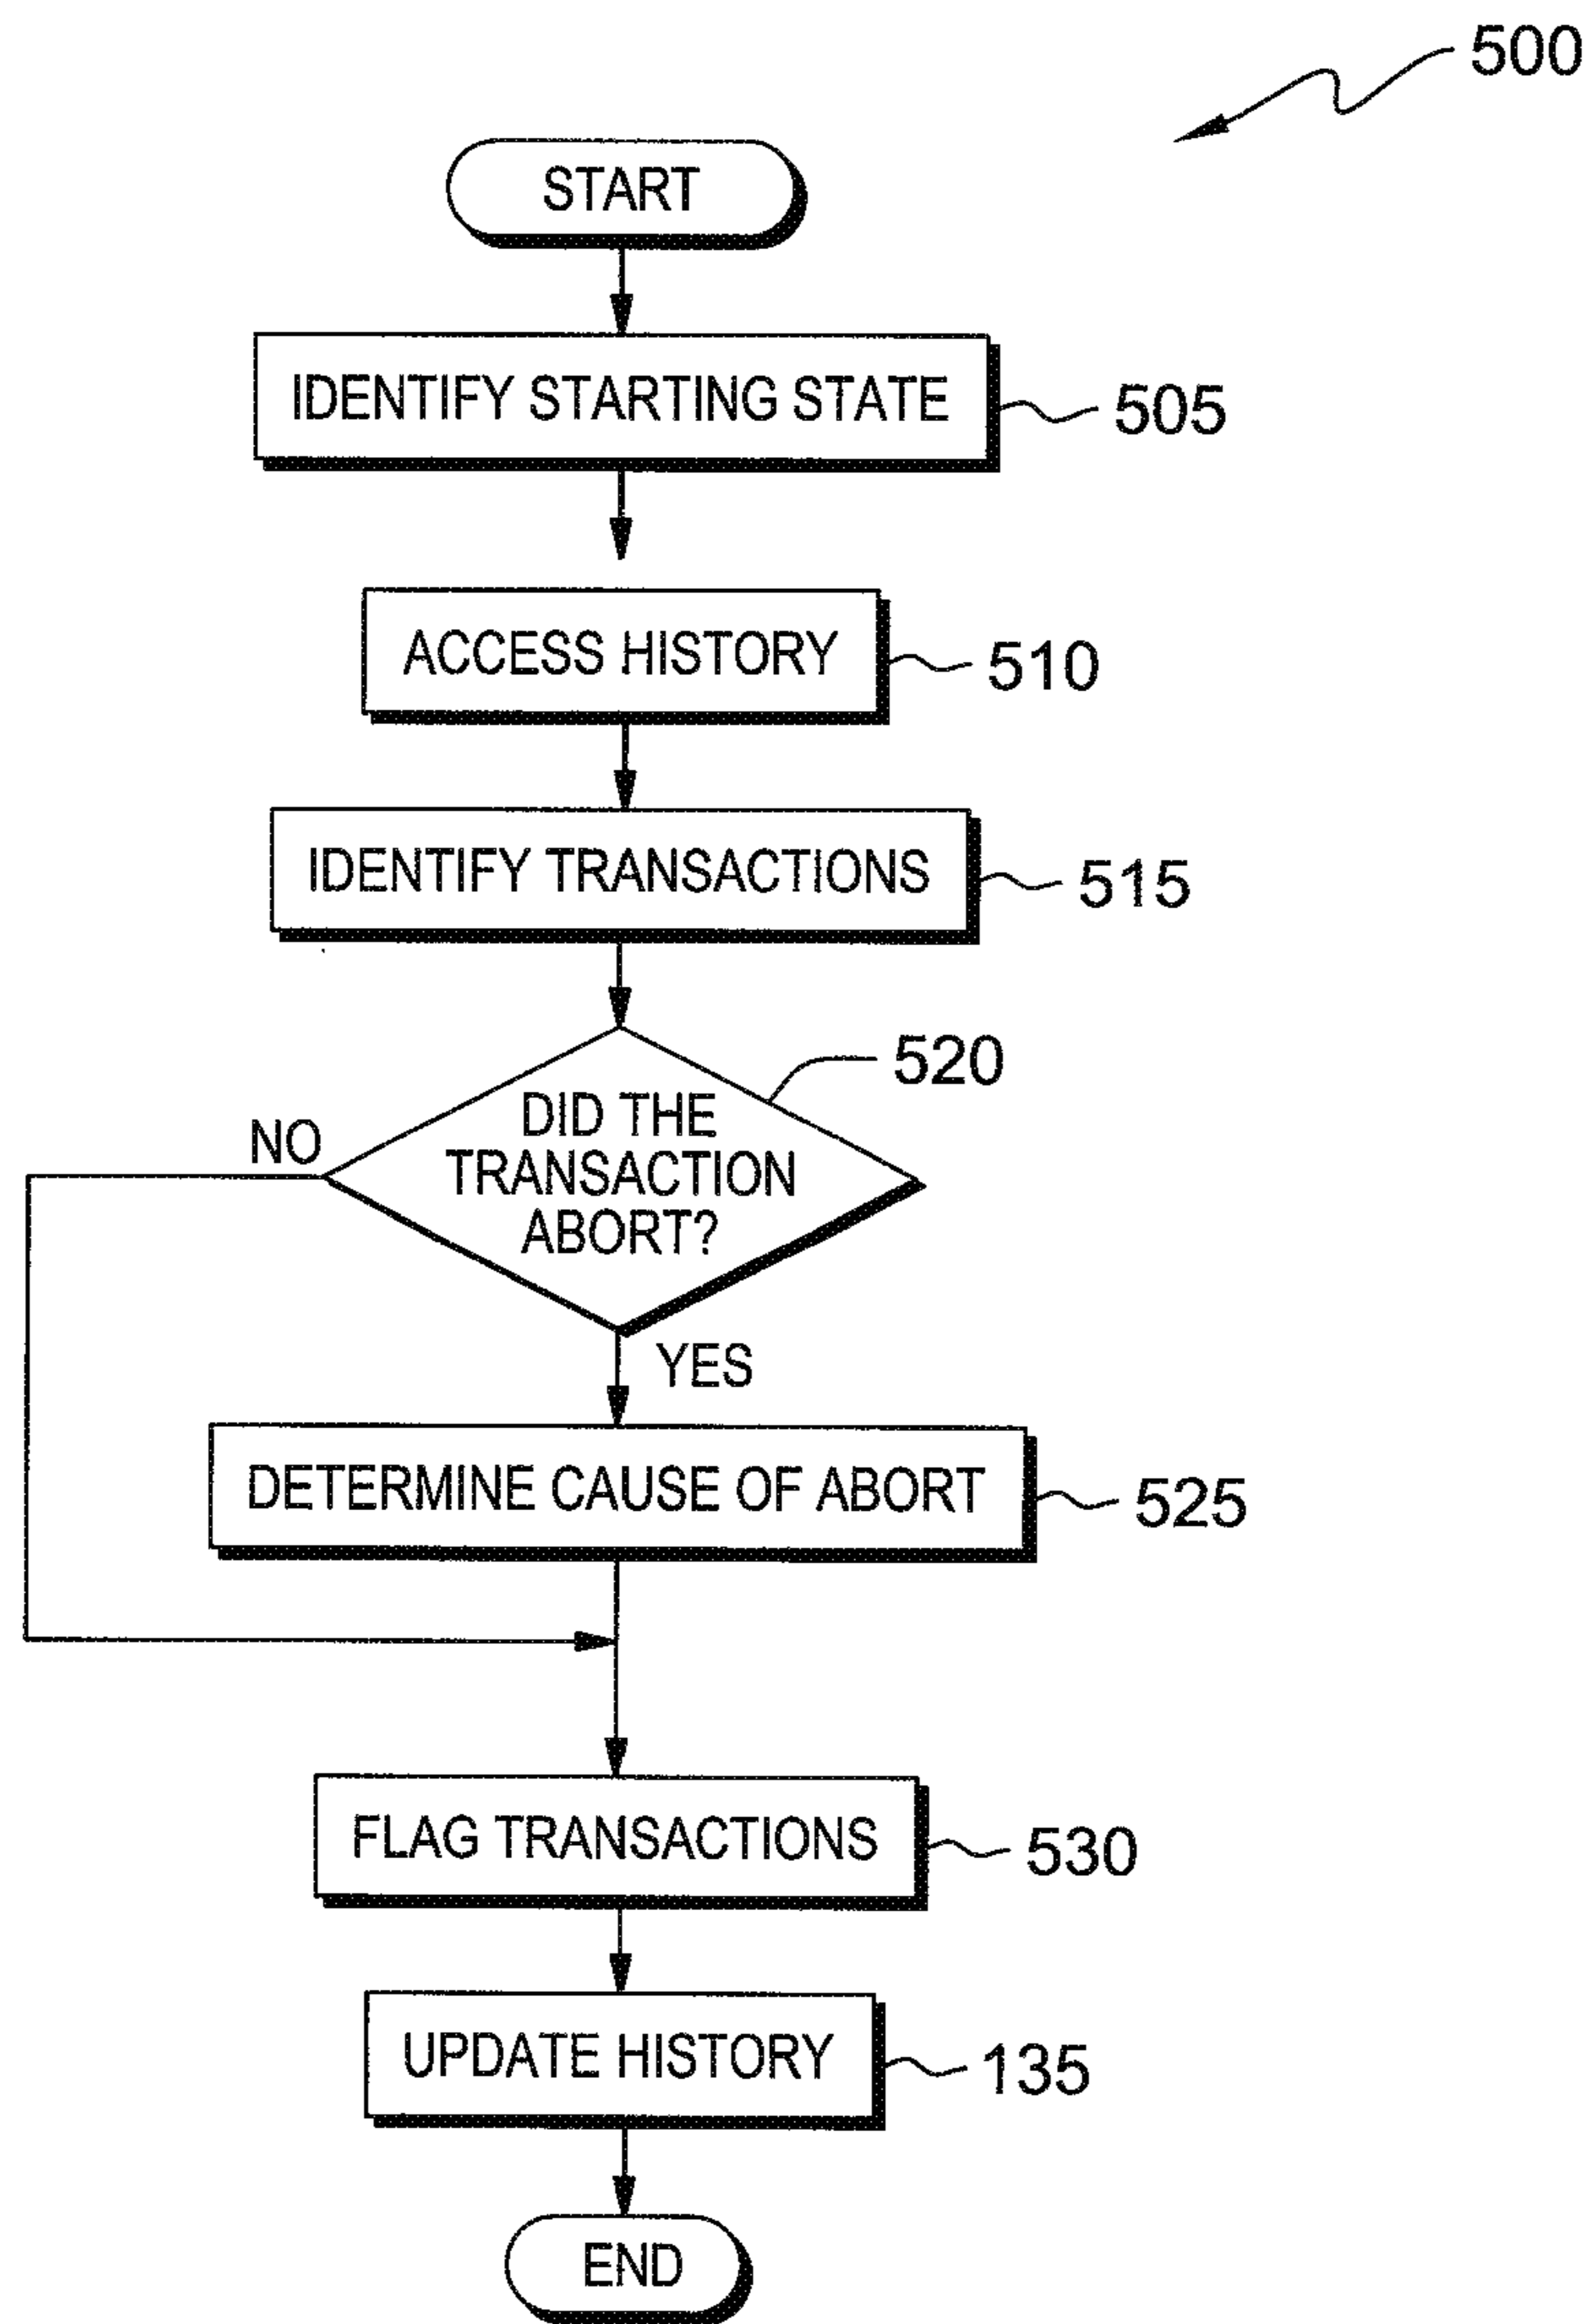 500
START
IDENTIFY STARTING STATE
505
ACCESS HISTORY
510
IDENTIFY TRANSACTIONS
515
520
DID THE
NO
TRANSACTION
ABORT?
YES
DETERMINE CAUSE OF ABORT
525
FLAG TRANSACTIONS
530
UPDATE HISTORY
135
END